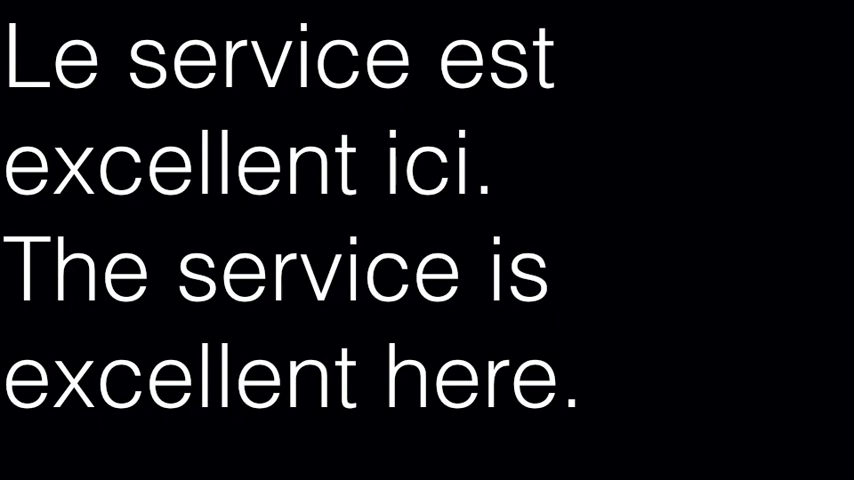 Le service est
excellent ici.
The service is
excellent here.